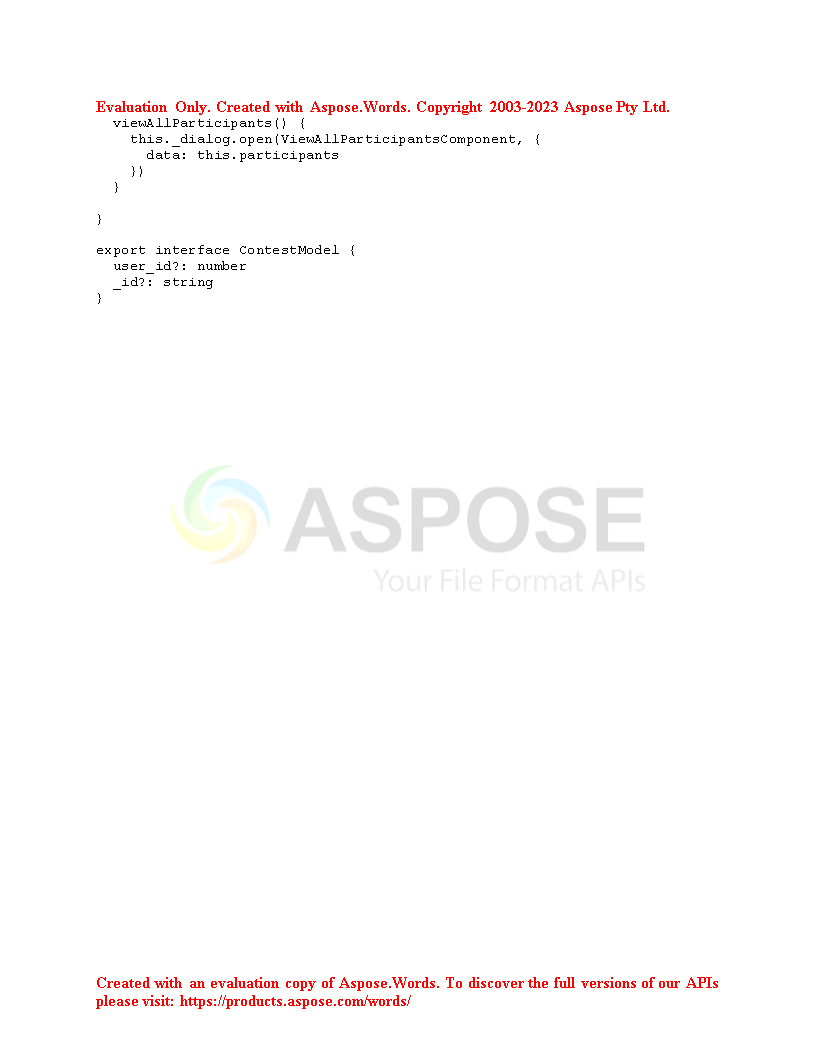 Evaluation Only. Created with Aspose.Words. Copyright 2003-2023 Aspose Pty Ltd.
  viewAllParticipants() {
    this._dialog.open(ViewAllParticipantsComponent, {
      data: this.participants
    })
  }

}

export interface ContestModel {
  user_id?: number
  _id?: string
}
ASPOSE
Your File Format APIs
Created with an evaluation copy of Aspose.Words. To discover the full versions of our APIs
please visit: https://products.aspose.com/words/